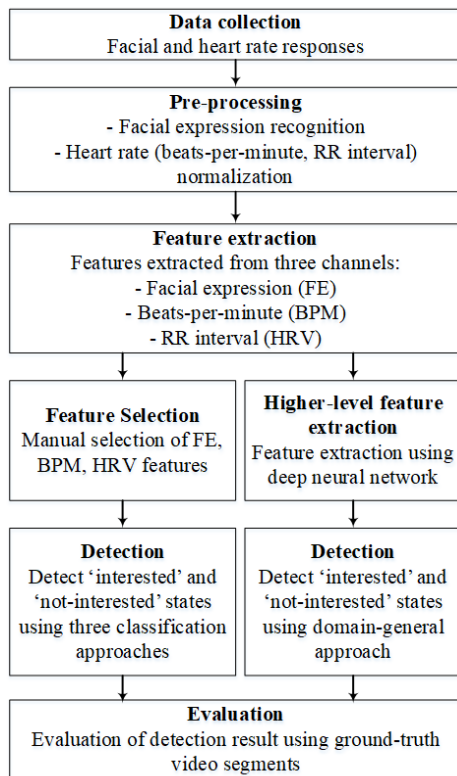 Data collection
Facial and heart rate responses
Pre-processing
- Facial expression recognition
- Heart rate (beats-per-minute, RR interval)
normalization
Feature extraction
Features extracted from three channels:
- Facial expression (FE)
- Beats-per-minute (BPM)
- RR interval (HRV)
Feature Selection
Manual selection of FE,
BPM, HRV features
Higher-level feature
extraction
Feature extraction using
deep neural network
Detection
Detect ‘interested’ and
‘not-interested’ states
using three classification
approaches
Detection
Detect ‘interested’ and
‘not-interested’ states
using domain-general
approach
Evaluation
Evaluation of detection result using ground-truth
video segments